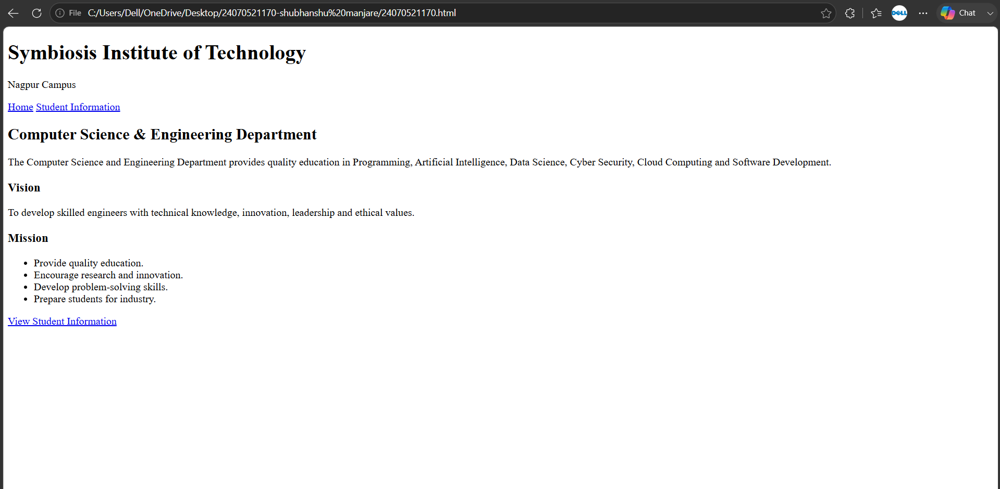 File C:/Users/Dell/OneDrive/Desktop/24070521170-shubhanshu%20manjare/24070521170.html DELL Chat
Symbiosis Institute of Technology
Nagpur Campus
Home Student Information
Computer Science & Engineering Department
The Computer Science and Engineering Department provides quality education in Programming, Artificial Intelligence, Data Science, Cyber Security, Cloud Computing and Software Development.
Vision
To develop skilled engineers with technical knowledge, innovation, leadership and ethical values.
Mission
• Provide quality education.
• Encourage research and innovation.
• Develop problem-solving skills.
• Prepare students for industry.
View Student Information